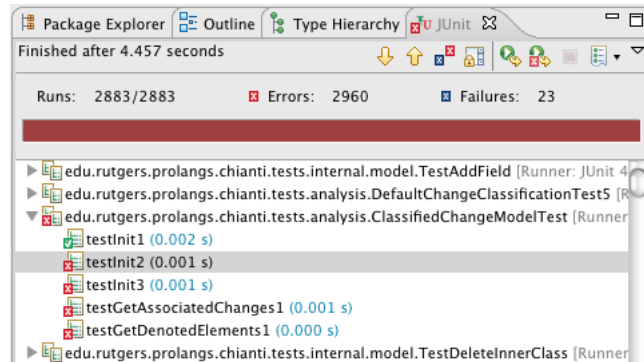 Package Explorer Outline Type Hierarchy JUnit
Finished after 4.457 seconds
Runs: 2883/2883 Errors: 2960 Failures: 23
edu.rutgers.prolangs.chianti.tests.internal.model.TestAddField [Runner: JUnit 4
edu.rutgers.prolangs.chianti.tests.analysis.DefaultChangeClassificationTest5 [R
edu.rutgers.prolangs.chianti.tests.analysis.ClassifiedChangeModelTest [Runner
testInit1 (0.002 s)
testInit2 (0.001 s)
testInit3 (0.001 s)
testGetAssociatedChanges1 (0.001 s)
testGetDenotedElements1 (0.000 s)
edu.rutgers.prolangs.chianti.tests.internal.model.TestDeleteInnerClass [Runner